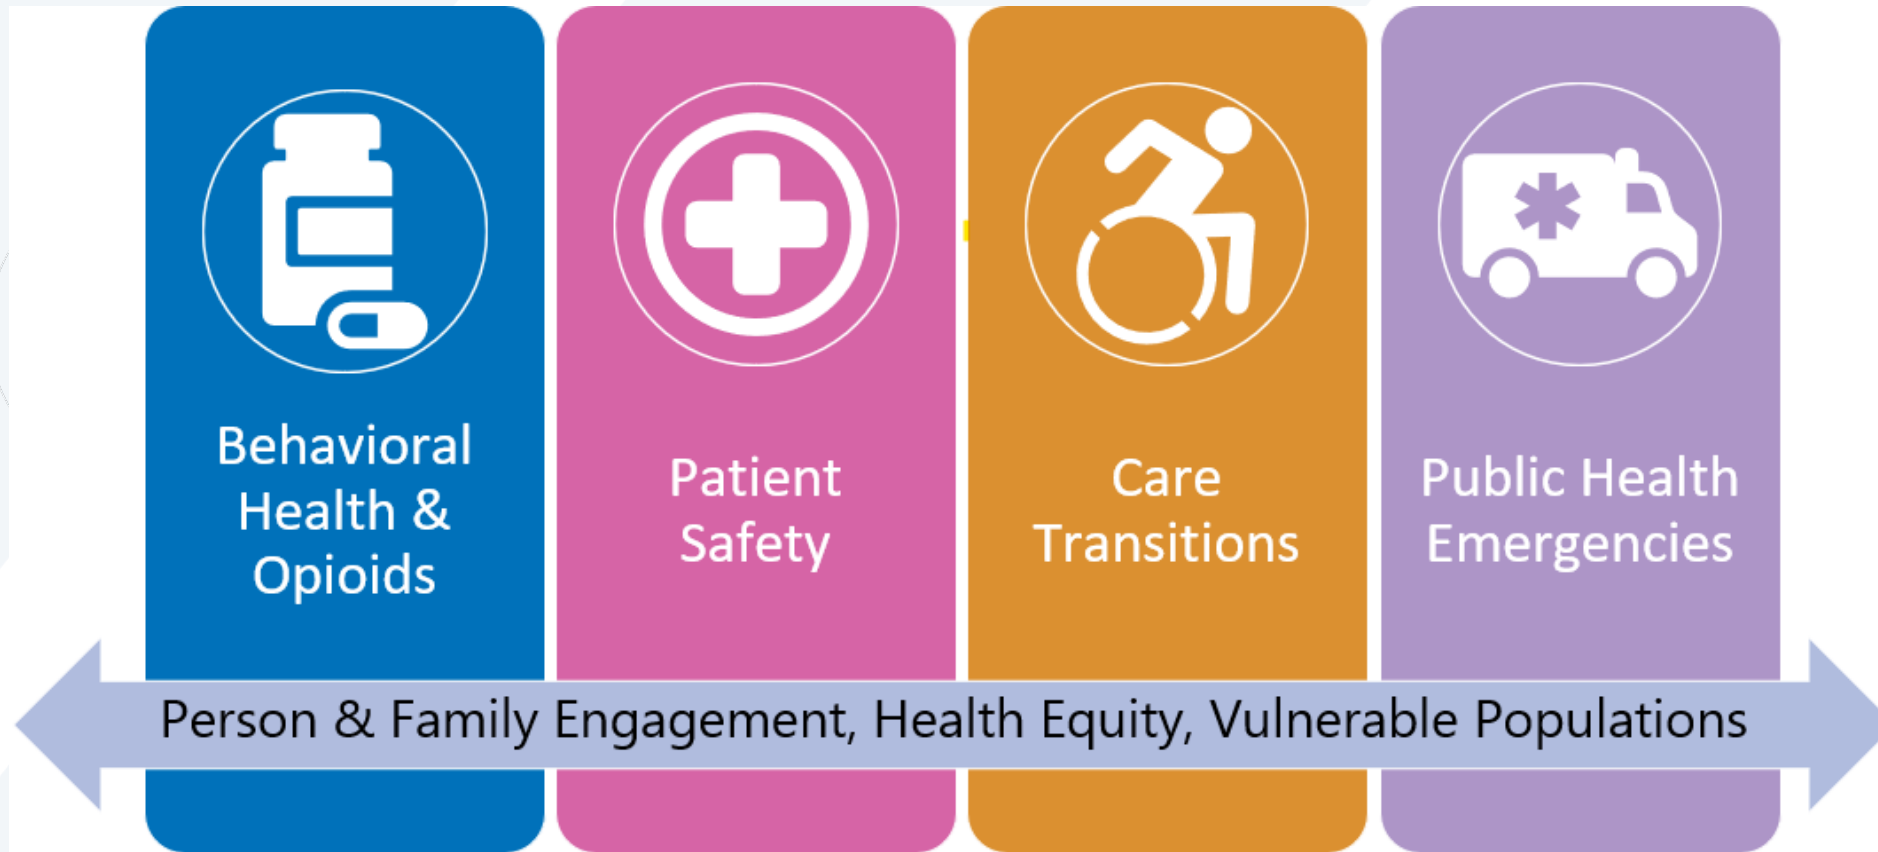 Behavioral
Health &
Opioids
Patient
Safety
Care
Transitions
Public Health
Emergencies
Person & Family Engagement, Health Equity, Vulnerable Populations